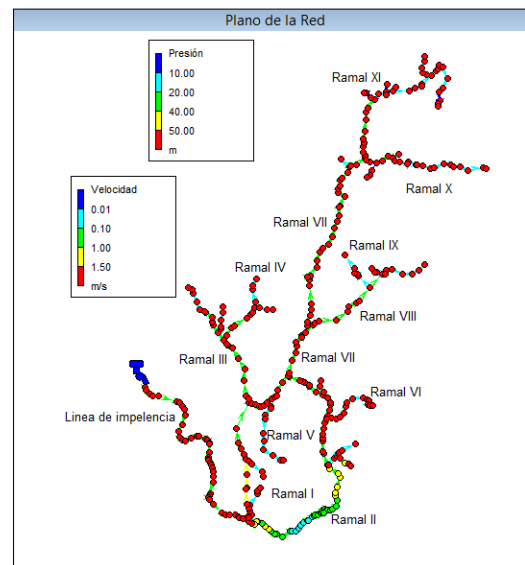 Plano de la Red
Presión
10.00
20.00
40.00
50.00
m
Velocidad
0.01
0.10
1.00
1.50
m/s
Ramal XI
Ramal X
Ramal VII
Ramal IX
Ramal IV
Ramal VIII
Ramal III
Ramal VII
Ramal VI
Linea de impelencia
Ramal V
Ramal I
Ramal II